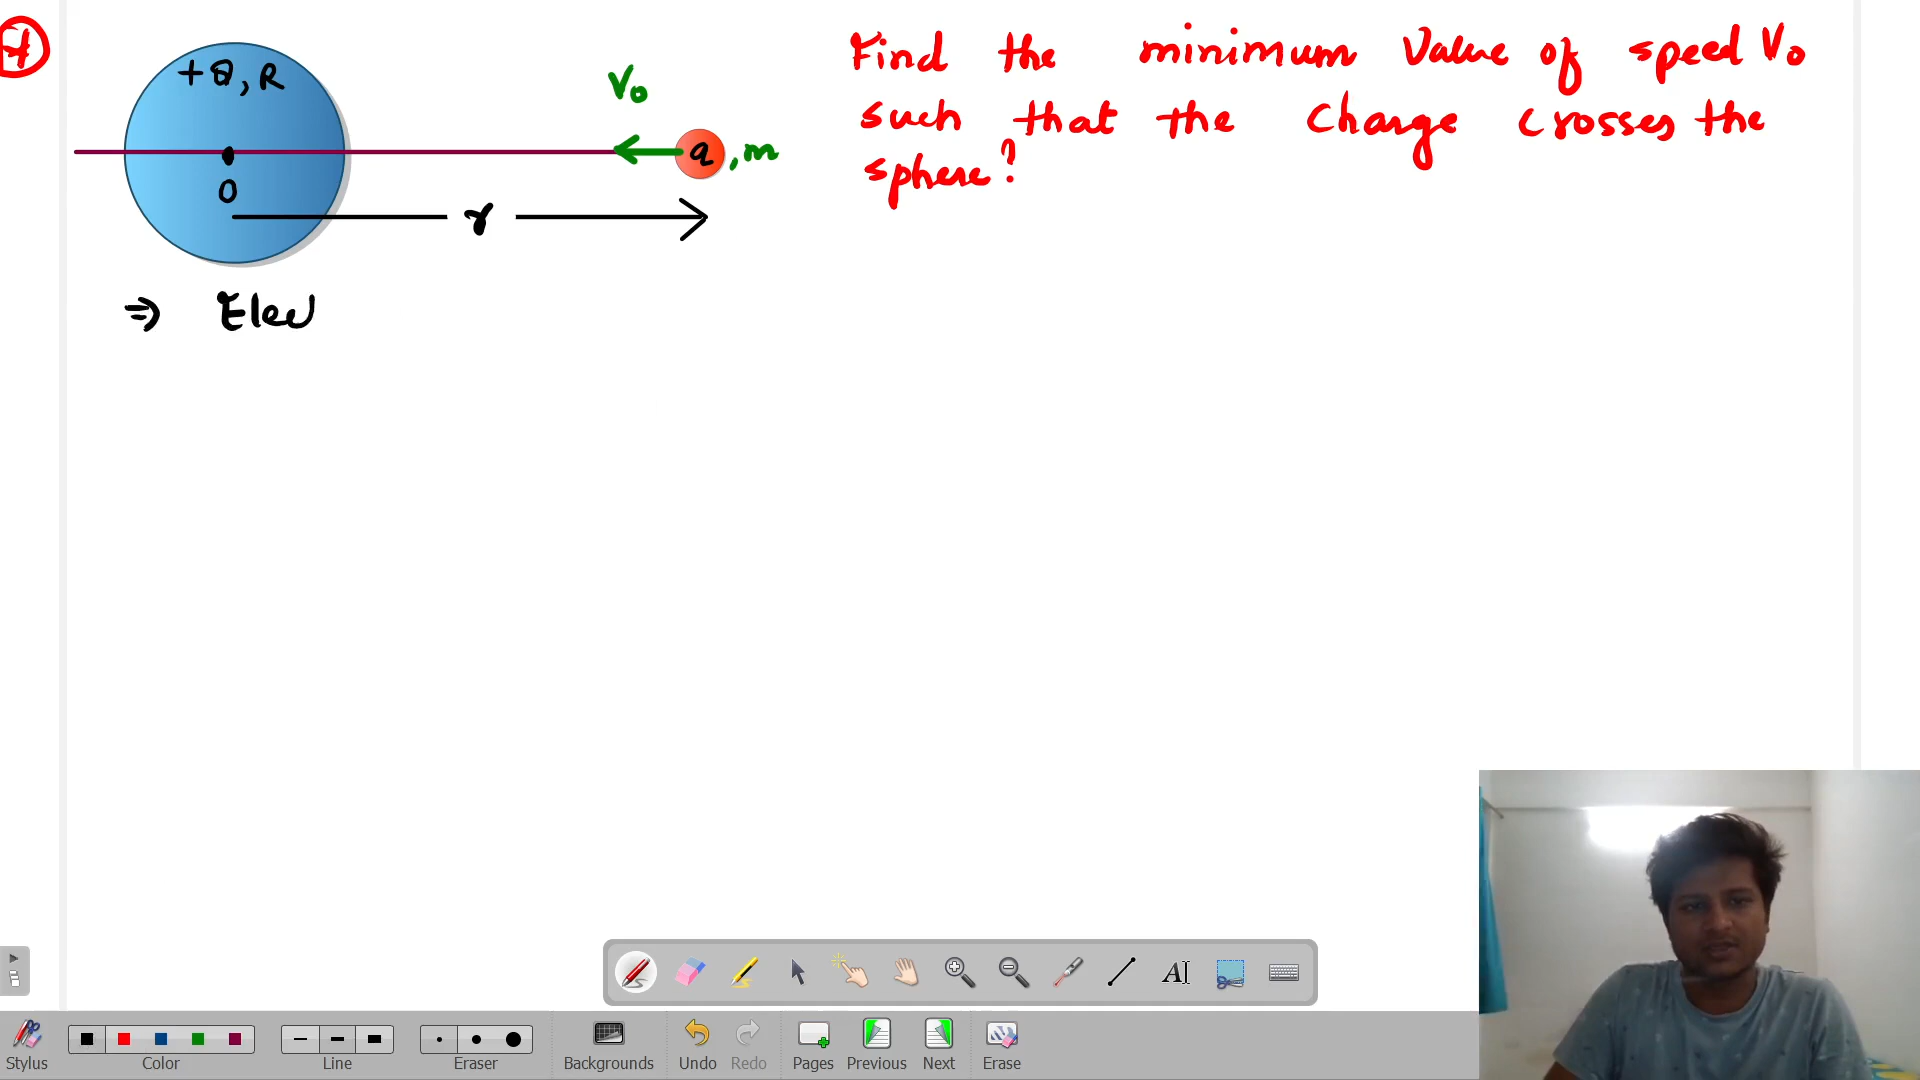 +Q, R
V₀
q, m
O
r
Find the minimum value of speed V₀
such that the charge crosses the
sphere?
⇒ Elec
Stylus
Color
Line
Eraser
Backgrounds
Undo
Redo
Pages
Previous
Next
Erase